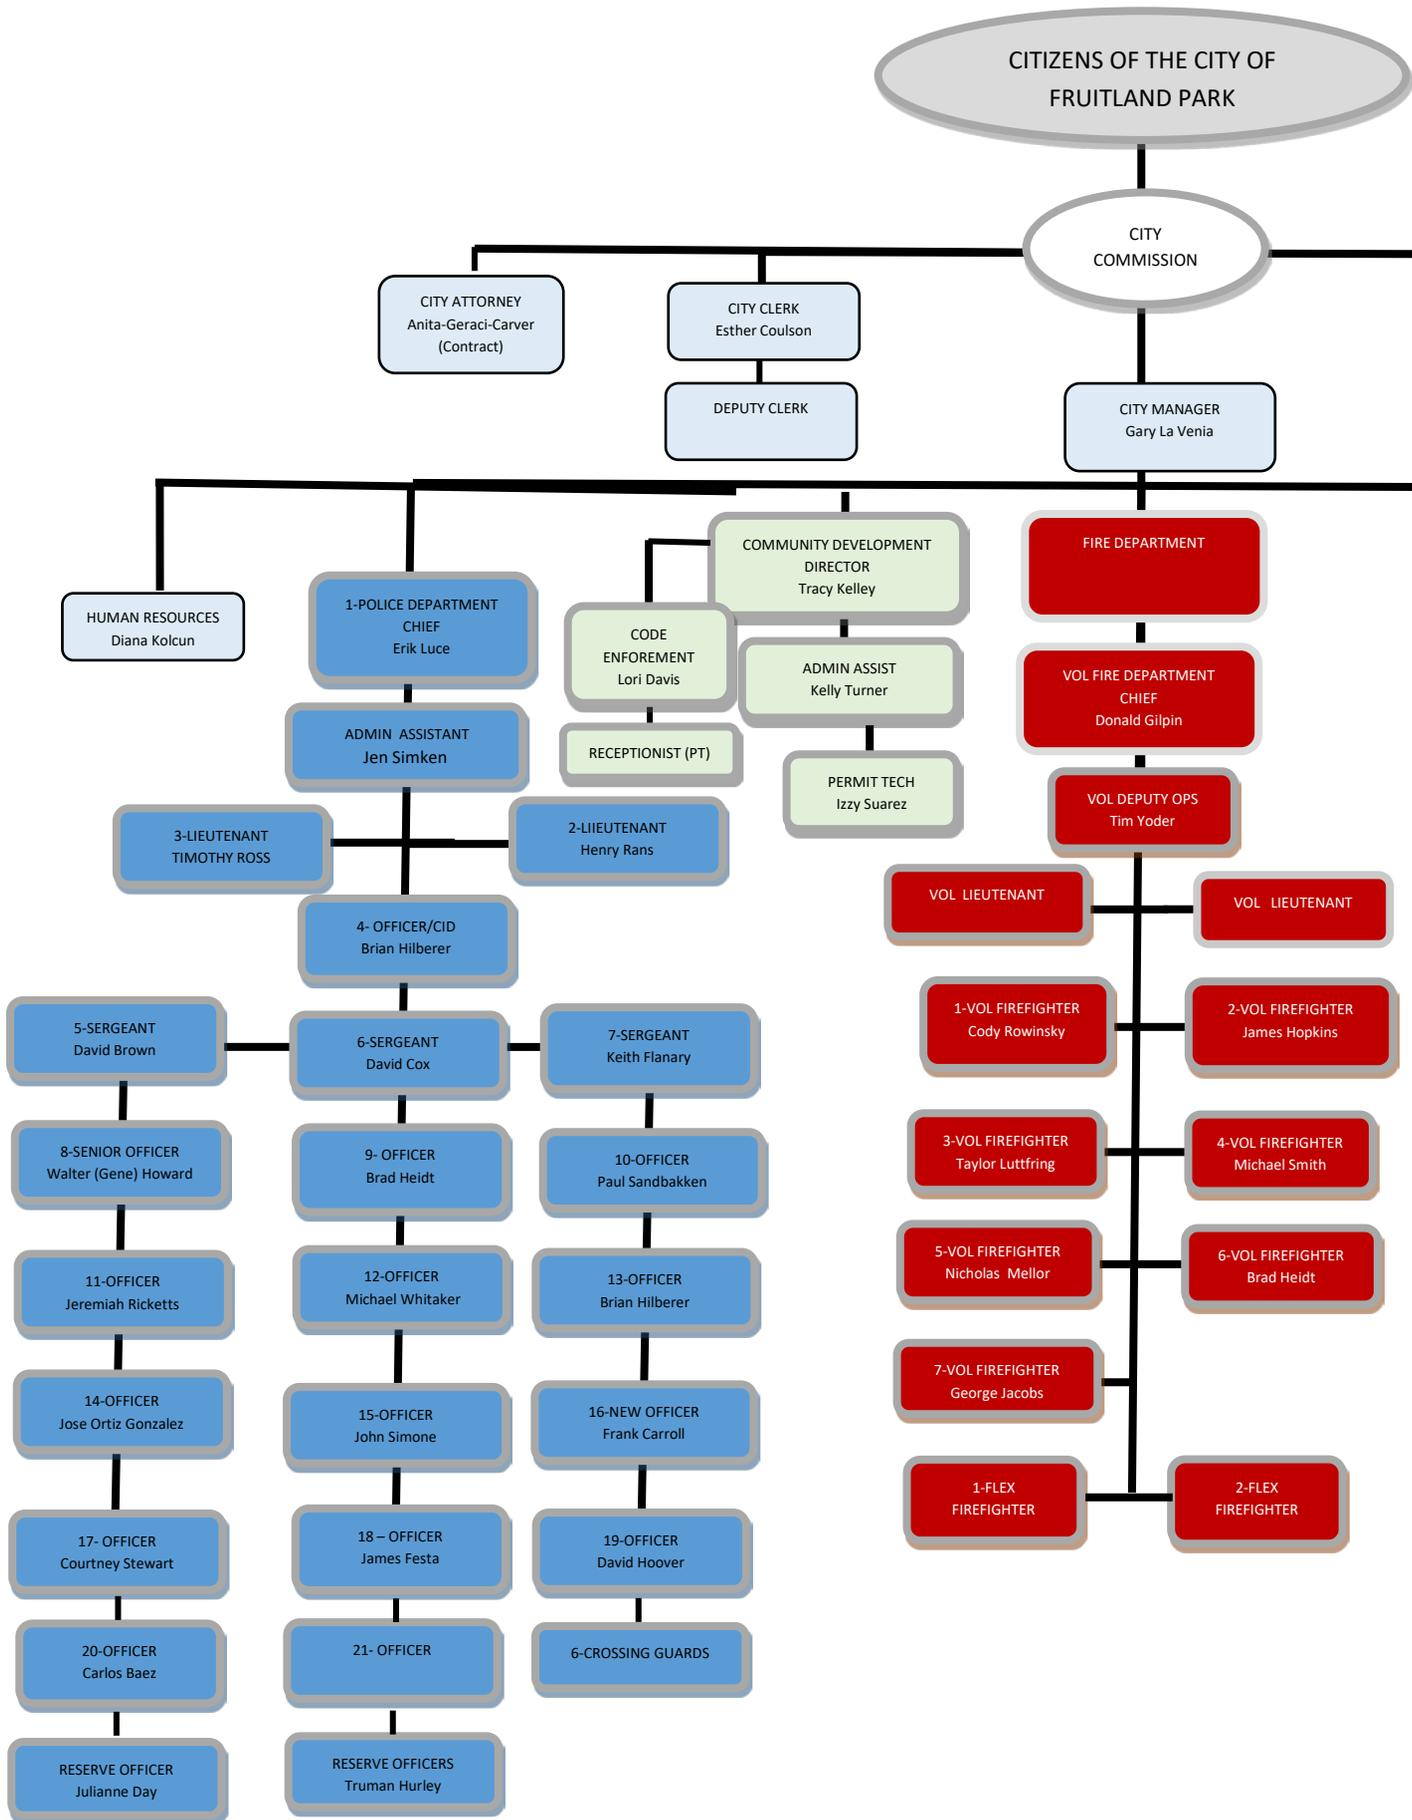 CITIZENS OF THE CITY OF
FRUITLAND PARK
CITY
COMMISSION
CITY ATTORNEY
Anita-Geraci-Carver
(Contract)
CITY CLERK
Esther Coulson
DEPUTY CLERK
CITY MANAGER
Gary La Venia
HUMAN RESOURCES
Diana Kolcun
1-POLICE DEPARTMENT
CHIEF
Erik Luce
ADMIN  ASSISTANT
Jen Simken
3-LIEUTENANT
TIMOTHY ROSS
2-LIIEUTENANT
Henry Rans
4- OFFICER/CID
Brian Hilberer
5-SERGEANT
David Brown
6-SERGEANT
David Cox
7-SERGEANT
Keith Flanary
8-SENIOR OFFICER
Walter (Gene) Howard
9- OFFICER
Brad Heidt
10-OFFICER
Paul Sandbakken
11-OFFICER
Jeremiah Ricketts
12-OFFICER
Michael Whitaker
13-OFFICER
Brian Hilberer
14-OFFICER
Jose Ortiz Gonzalez
15-OFFICER
John Simone
16-NEW OFFICER
Frank Carroll
17- OFFICER
Courtney Stewart
18 – OFFICER
James Festa
19-OFFICER
David Hoover
20-OFFICER
Carlos Baez
21- OFFICER
6-CROSSING GUARDS
RESERVE OFFICER
Julianne Day
RESERVE OFFICERS
Truman Hurley
COMMUNITY DEVELOPMENT
DIRECTOR
Tracy Kelley
CODE
ENFOREMENT
Lori Davis
RECEPTIONIST (PT)
ADMIN ASSIST
Kelly Turner
PERMIT TECH
Izzy Suarez
FIRE DEPARTMENT
VOL FIRE DEPARTMENT
CHIEF
Donald Gilpin
VOL DEPUTY OPS
Tim Yoder
VOL  LIEUTENANT
VOL   LIEUTENANT
1-VOL FIREFIGHTER
Cody Rowinsky
2-VOL FIREFIGHTER
James Hopkins
3-VOL FIREFIGHTER
Taylor Luttfring
4-VOL FIREFIGHTER
Michael Smith
5-VOL FIREFIGHTER
Nicholas  Mellor
6-VOL FIREFIGHTER
Brad Heidt
7-VOL FIREFIGHTER
George Jacobs
1-FLEX
FIREFIGHTER
2-FLEX
FIREFIGHTER